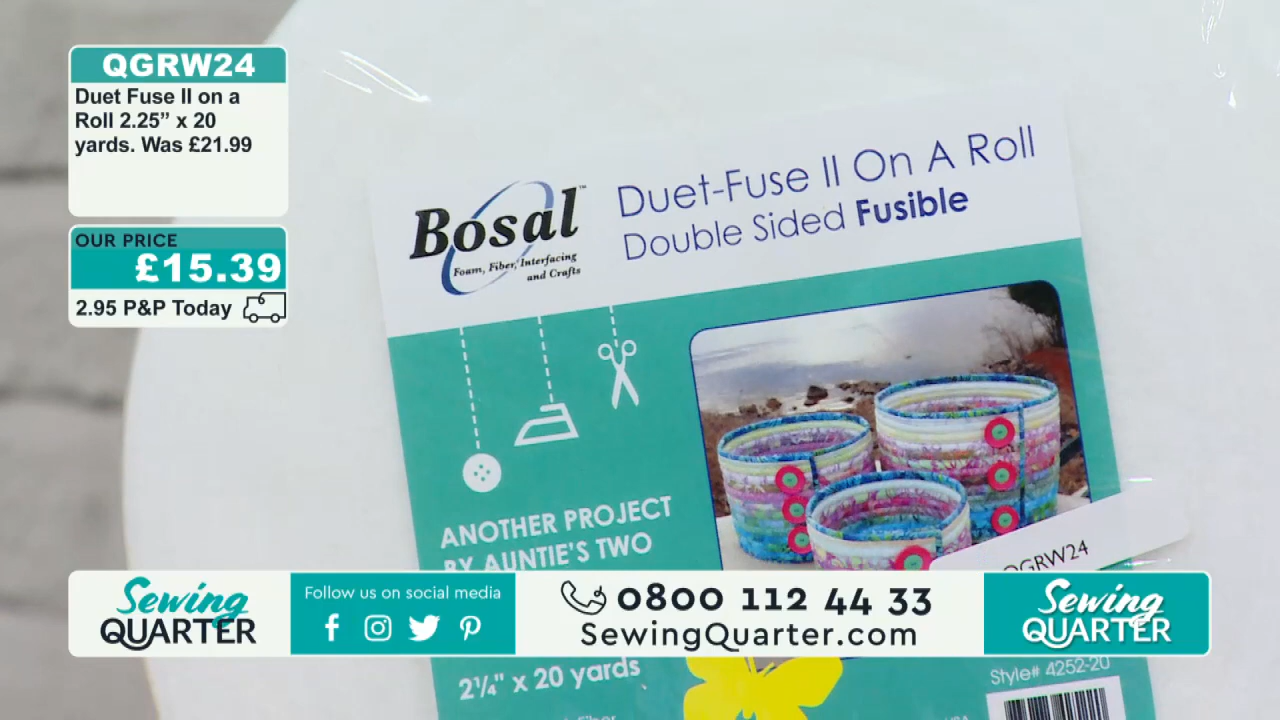 QGRW24
Duet Fuse II on a
Roll 2.25” x 20
yards. Was £21.99
OUR PRICE
£15.39
2.95 P&P Today
Bosal™
Foam, Fiber, Interfacing
and Crafts
Duet-Fuse II On A Roll
Double Sided Fusible
ANOTHER PROJECT
BY AUNTIE'S TWO
QGRW24
Sewing
QUARTER
Follow us on social media
0800 112 44 33
SewingQuarter.com
Sewing
QUARTER
2¼" x 20 yards
Style# 4252-20